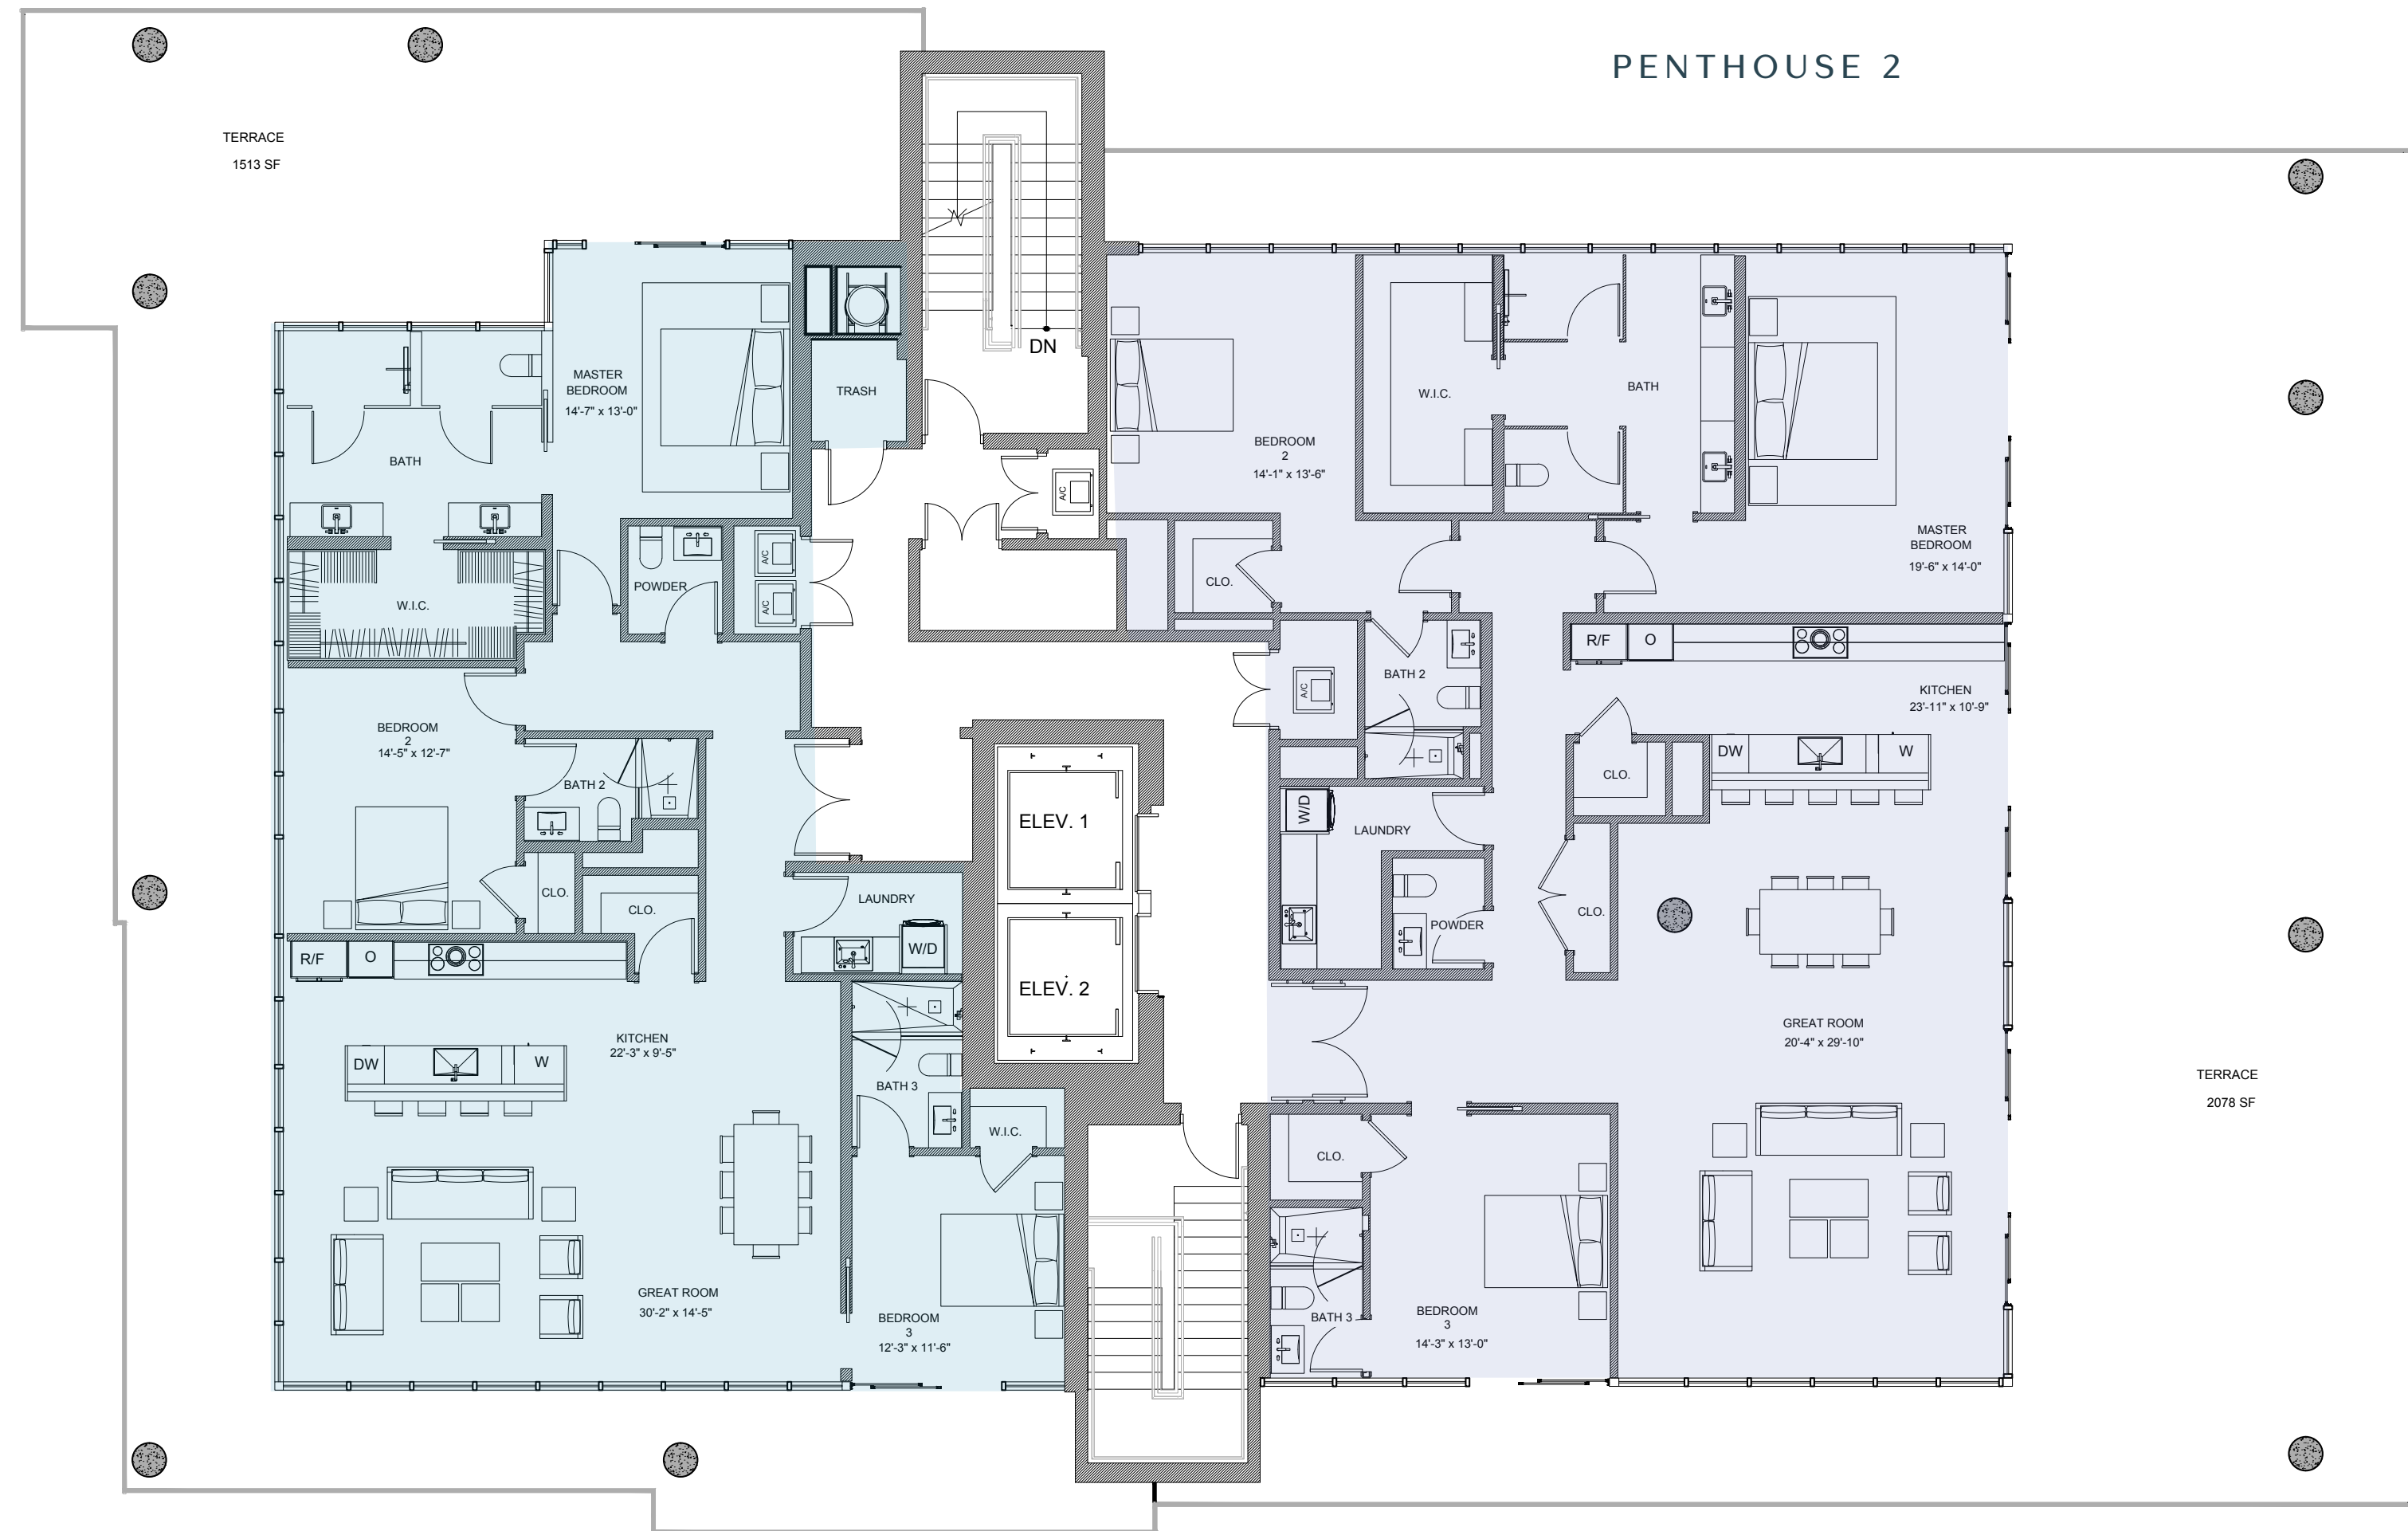 PENTHOUSE 2
TERRACE
1513 SF
DN
MASTER
BEDROOM
14'-7" x 13'-0"
TRASH
BATH
W.I.C.
BATH
BEDROOM
2
14'-1" x 13'-6"
A/C
MASTER
BEDROOM
19'-6" x 14'-0"
A/C
A/C
POWDER
W.I.C.
CLO.
R/F
O
BATH 2
A/C
KITCHEN
23'-11" x 10'-9"
BEDROOM
2
14'-5" x 12'-7"
BATH 2
DW
W
CLO.
ELEV. 1
W/D
LAUNDRY
CLO.
CLO.
LAUNDRY
CLO.
POWDER
R/F
O
W/D
ELEV. 2
GREAT ROOM
20'-4" x 29'-10"
KITCHEN
22'-3" x 9'-5"
DW
W
BATH 3
TERRACE
2078 SF
W.I.C.
CLO.
GREAT ROOM
30'-2" x 14'-5"
BEDROOM
3
12'-3" x 11'-6"
BATH 3
BEDROOM
3
14'-3" x 13'-0"